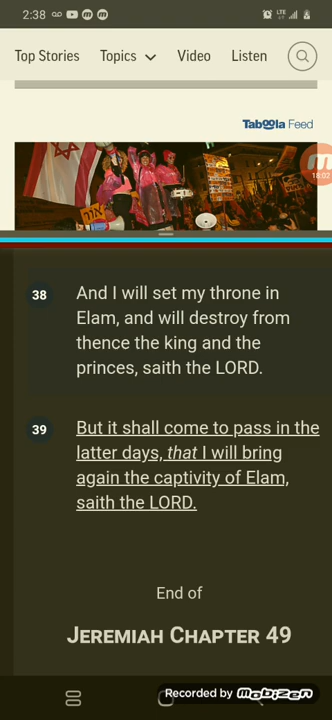 2:38
LTE
Top Stories Topics Video Listen
Taboola Feed
18:02
38 And I will set my throne in
Elam, and will destroy from
thence the king and the
princes, saith the LORD.
39 But it shall come to pass in the
latter days, that I will bring
again the captivity of Elam,
saith the LORD.
End of
JEREMIAH CHAPTER 49
Recorded by mobizen